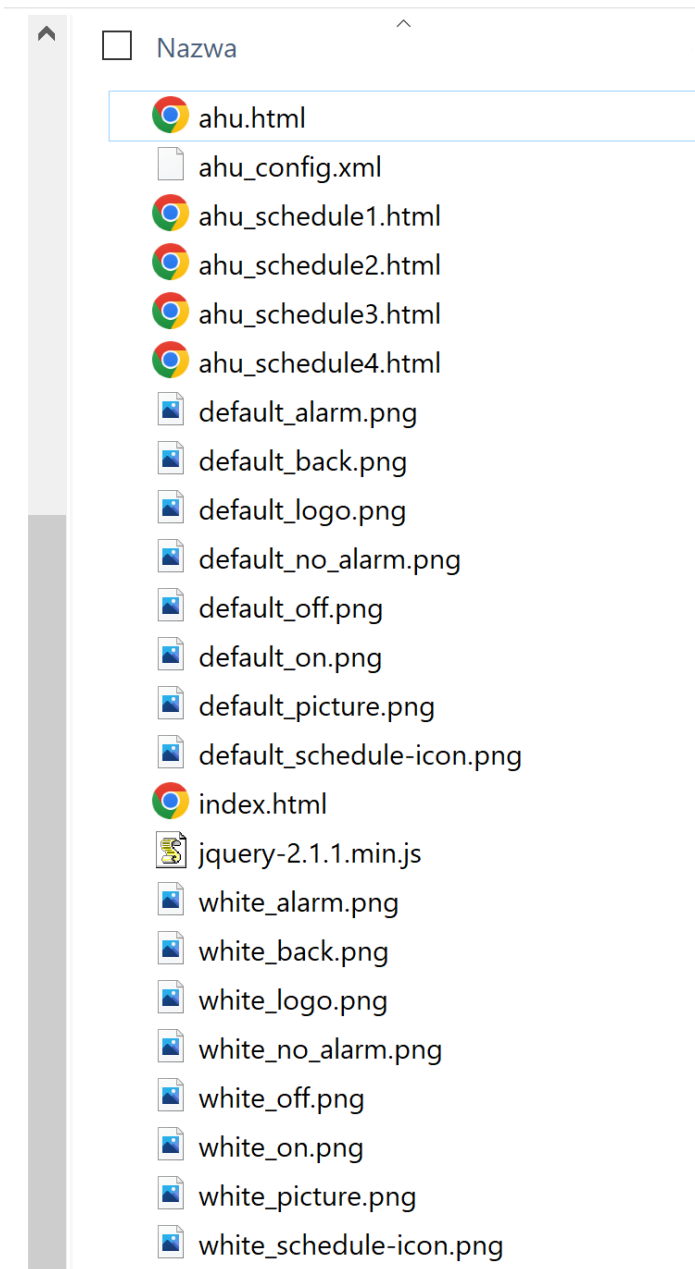 Nazwa
ahu.html
ahu_config.xml
ahu_schedule1.html
ahu_schedule2.html
ahu_schedule3.html
ahu_schedule4.html
default_alarm.png
default_back.png
default_logo.png
default_no_alarm.png
default_off.png
default_on.png
default_picture.png
default_schedule-icon.png
index.html
jquery-2.1.1.min.js
white_alarm.png
white_back.png
white_logo.png
white_no_alarm.png
white_off.png
white_on.png
white_picture.png
white_schedule-icon.png